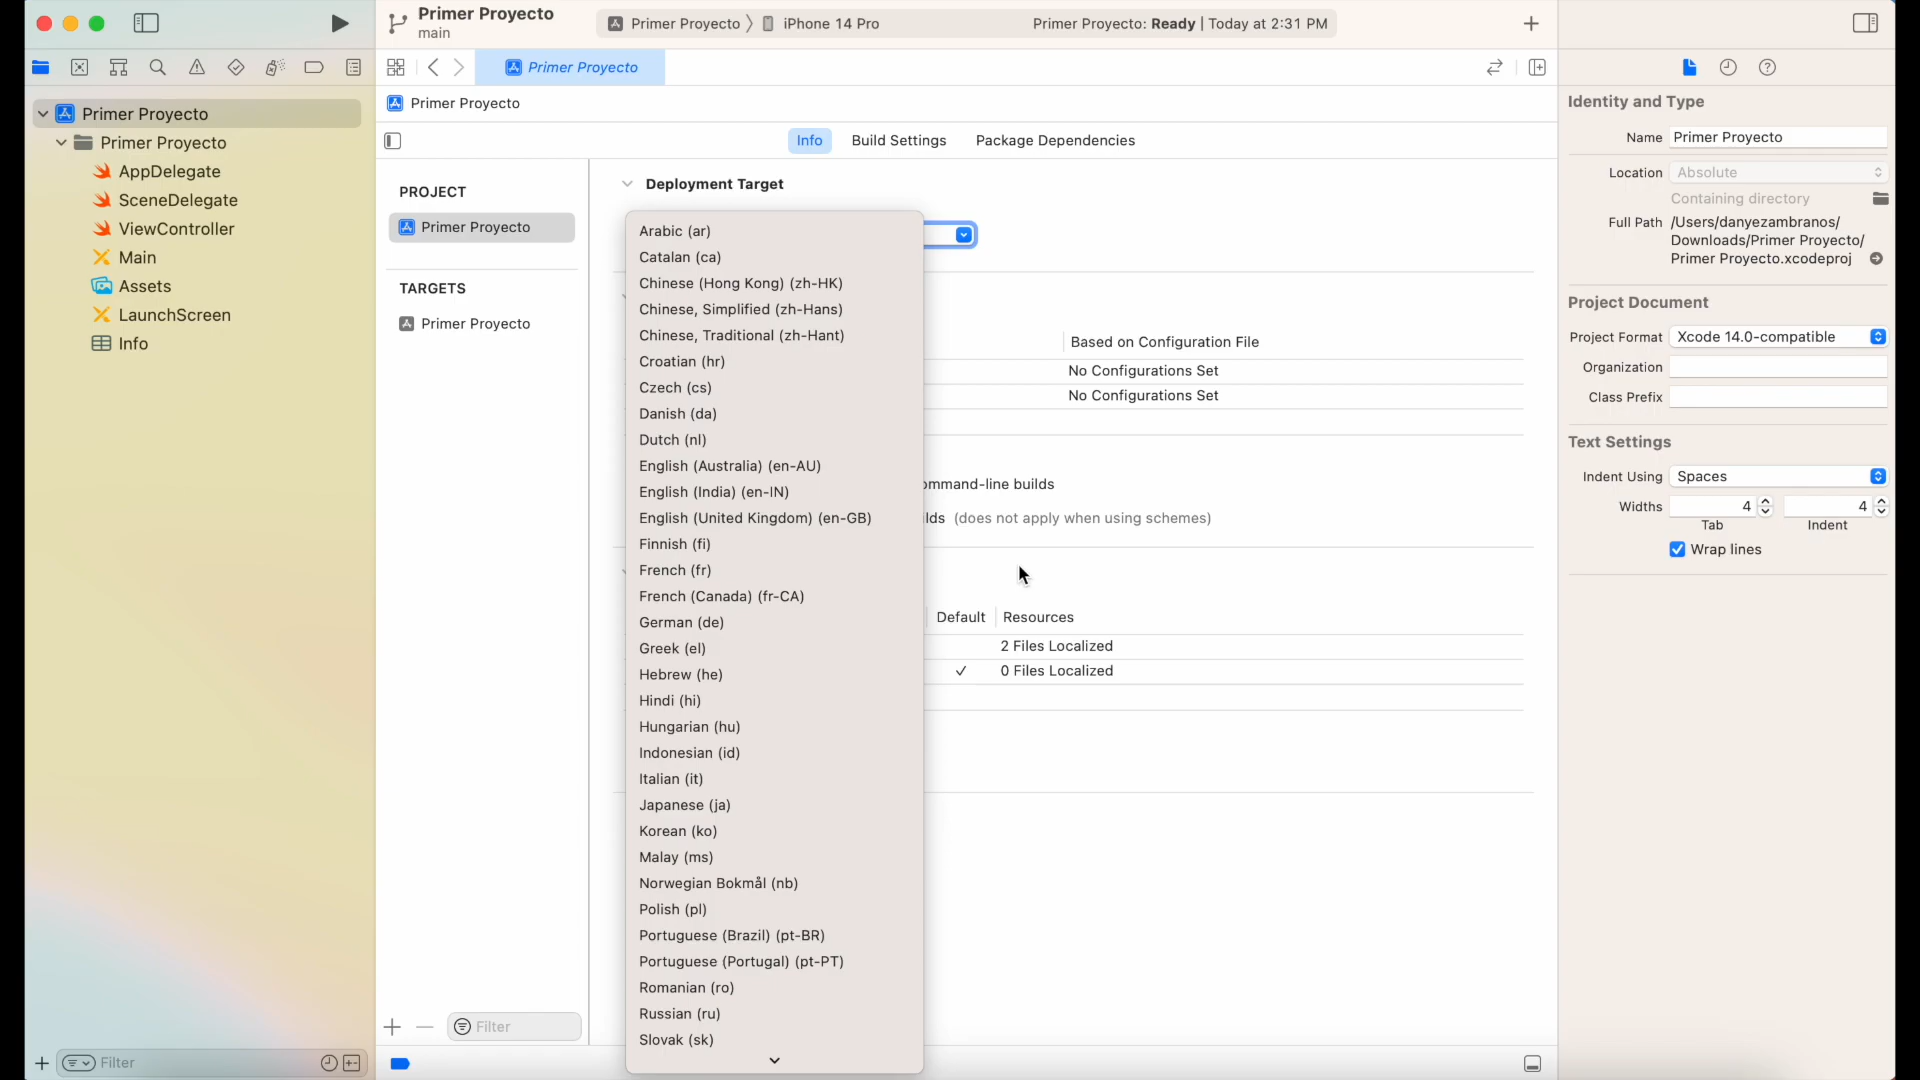 Primer Proyecto
main
Primer Proyecto
iPhone 14 Pro
Primer Proyecto: Ready | Today at 2:31 PM
Primer Proyecto
Primer Proyecto
Primer Proyecto
AppDelegate
SceneDelegate
ViewController
Main
Assets
LaunchScreen
Info
Filter
Primer Proyecto
Info
Build Settings
Package Dependencies
PROJECT
Primer Proyecto
TARGETS
Primer Proyecto
Filter
Deployment Target
Arabic (ar)
Catalan (ca)
Chinese (Hong Kong) (zh-HK)
Chinese, Simplified (zh-Hans)
Chinese, Traditional (zh-Hant)
Croatian (hr)
Czech (cs)
Danish (da)
Dutch (nl)
English (Australia) (en-AU)
English (India) (en-IN)
English (United Kingdom) (en-GB)
Finnish (fi)
French (fr)
French (Canada) (fr-CA)
German (de)
Greek (el)
Hebrew (he)
Hindi (hi)
Hungarian (hu)
Indonesian (id)
Italian (it)
Japanese (ja)
Korean (ko)
Malay (ms)
Norwegian Bokmål (nb)
Polish (pl)
Portuguese (Brazil) (pt-BR)
Portuguese (Portugal) (pt-PT)
Romanian (ro)
Russian (ru)
Slovak (sk)
Based on Configuration File
No Configurations Set
No Configurations Set
ommand-line builds
lds (does not apply when using schemes)
Default
Resources
2 Files Localized
0 Files Localized
Identity and Type
Name Primer Proyecto
Location Absolute
Containing directory
Full Path /Users/danyezambranos/
Downloads/Primer Proyecto/
Primer Proyecto.xcodeproj
Project Document
Project Format Xcode 14.0-compatible
Organization
Class Prefix
Text Settings
Indent Using Spaces
Widths 4 4
Tab Indent
Wrap lines